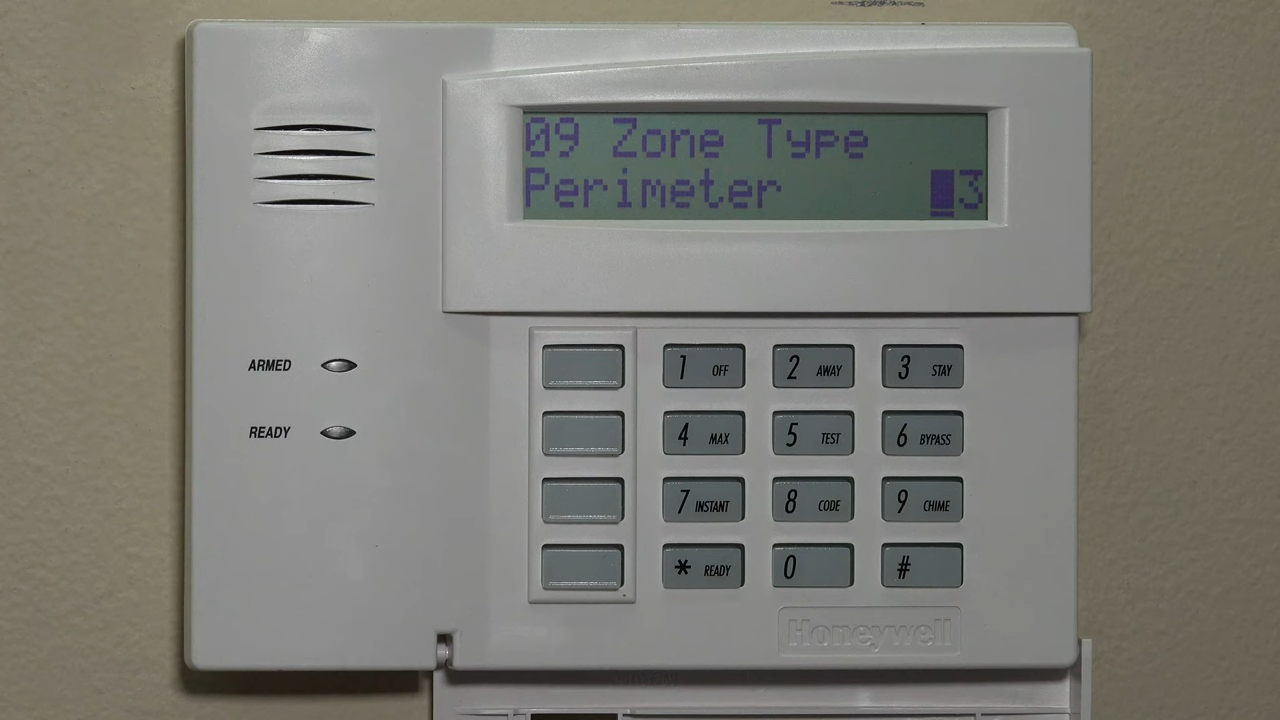 09 Zone Type
Perimeter 3
ARMED
READY
1 OFF
2 AWAY
3 STAY
4 MAX
5 TEST
6 BYPASS
7 INSTANT
8 CODE
9 CHIME
* READY
0
#
Honeywell